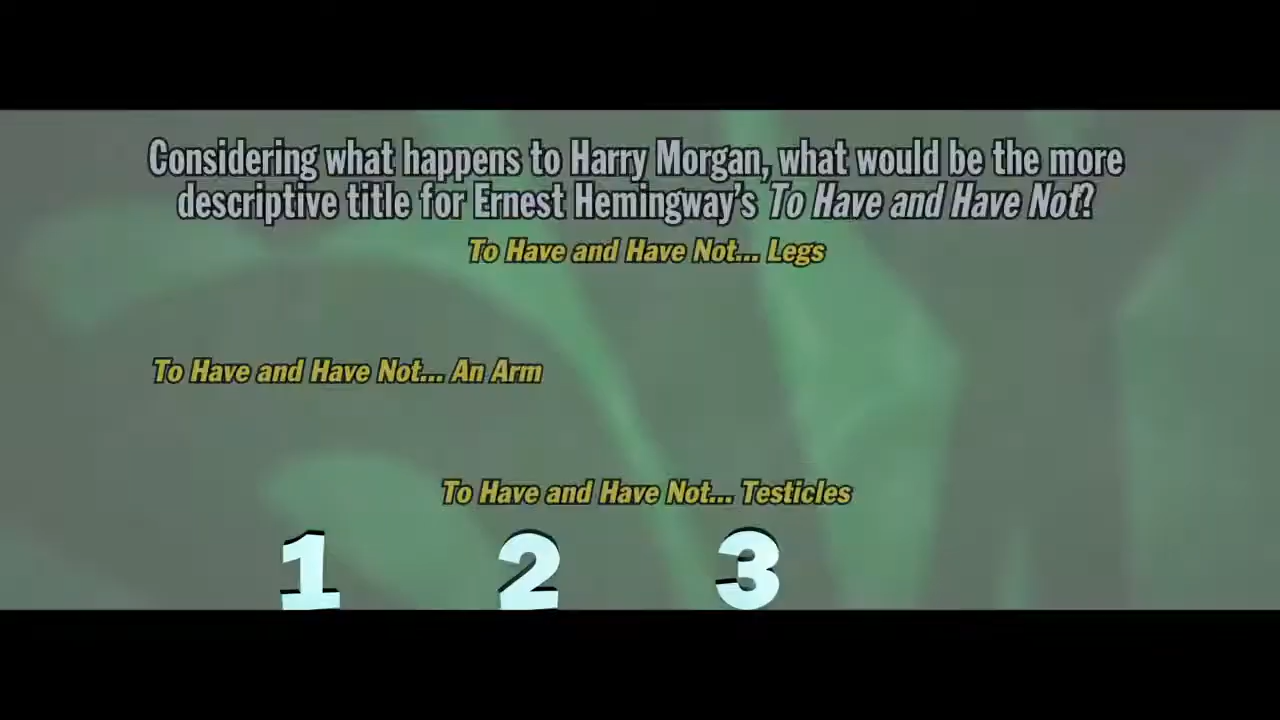 Considering what happens to Harry Morgan, what would be the more
descriptive title for Ernest Hemingway's To Have and Have Not?
To Have and Have Not... Legs
To Have and Have Not... An Arm
To Have and Have Not... Testicles
1 2 3